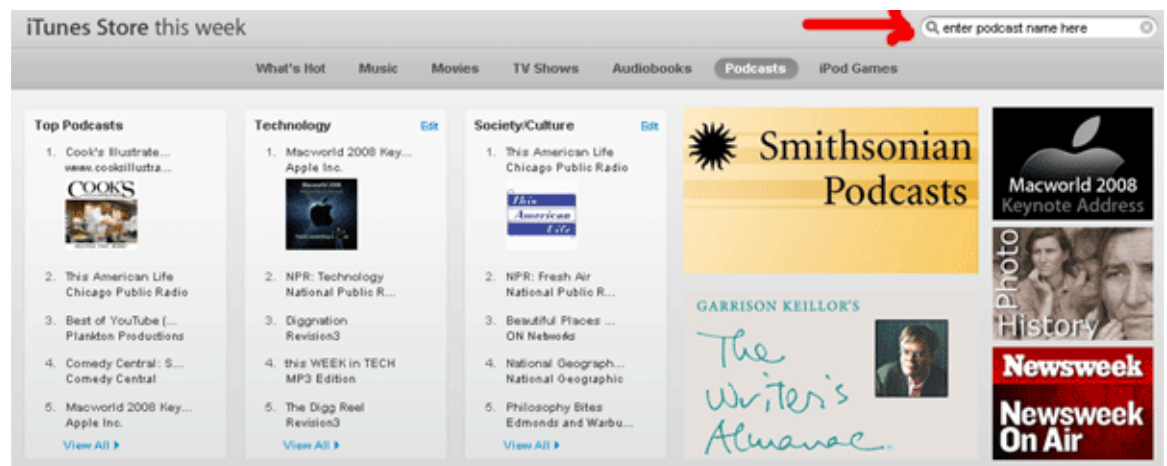 iTunes Store this week
enter podcast name here
What's Hot Music Movies TV Shows Audiobooks Podcasts iPod Games
Top Podcasts
1. Cook's Illustrate...
www.cooksillustra...
COOK'S
2. This American Life
Chicago Public Radio
3. Best of YouTube (...
Plankton Productions
4. Comedy Central: S...
Comedy Central
5. Macworld 2008 Key...
Apple Inc.
View All
Technology Edit
1. Macworld 2008 Key...
Apple Inc.
Macworld 2008
2. NPR: Technology
National Public R...
3. Diggnation
Revision3
4. this WEEK in TECH
MP3 Edition
5. The Digg Reel
Revision3
View All
Society/Culture Edit
1. This American Life
Chicago Public Radio
This
American
Life
2. NPR: Fresh Air
National Public R...
3. Beautiful Places ...
ON Networks
4. National Geograph...
National Geographic
5. Philosophy Bites
Edmonds and Warbu...
View All
Smithsonian
Podcasts
GARRISON KEILLOR'S
The
Writer's
Almanac
Macworld 2008
Keynote Address
Photo
History
Newsweek
Newsweek
On Air